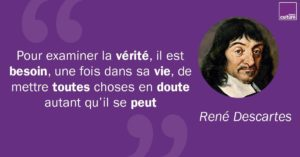 culture
Pour examiner la vérité, il est
besoin, une fois dans sa vie, de
mettre toutes choses en doute
autant qu'il se peut
René Descartes